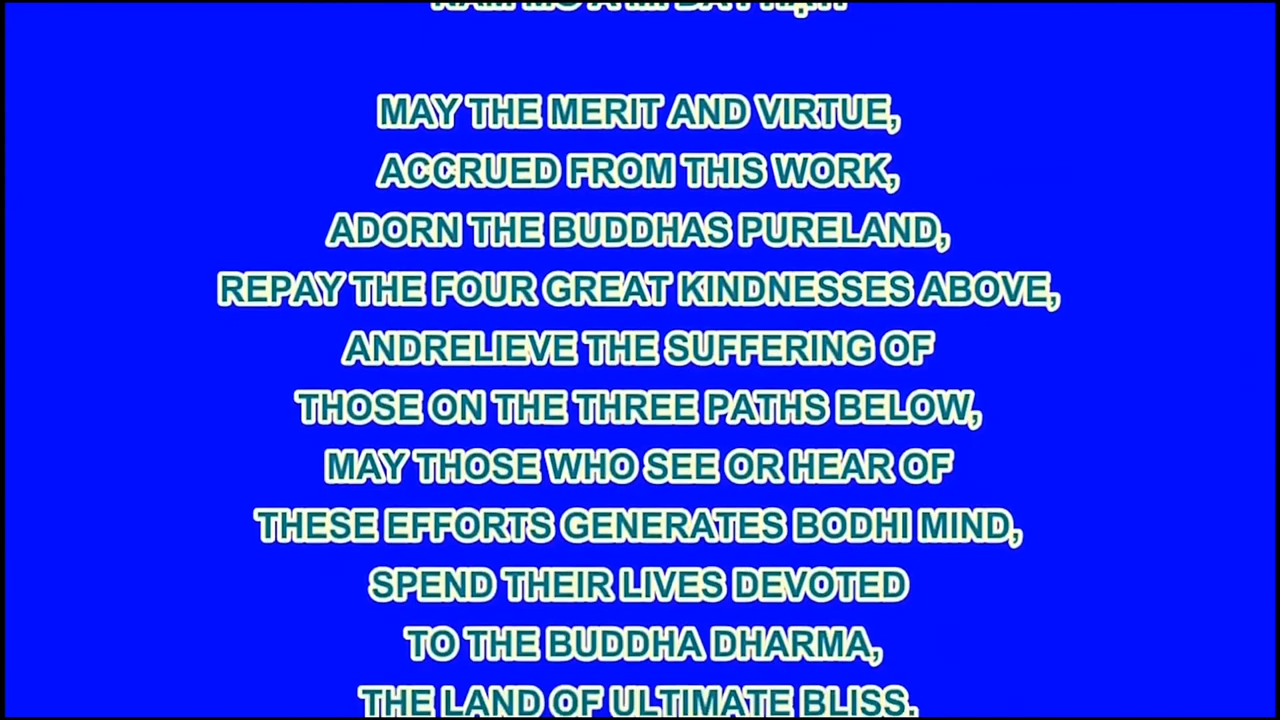 MAY THE MERIT AND VIRTUE,
ACCRUED FROM THIS WORK,
ADORN THE BUDDHAS PURELAND,
REPAY THE FOUR GREAT KINDNESSES ABOVE,
ANDRELIEVE THE SUFFERING OF
THOSE ON THE THREE PATHS BELOW,
MAY THOSE WHO SEE OR HEAR OF
THESE EFFORTS GENERATES BODHI MIND,
SPEND THEIR LIVES DEVOTED
TO THE BUDDHA DHARMA,
THE LAND OF ULTIMATE BLISS.